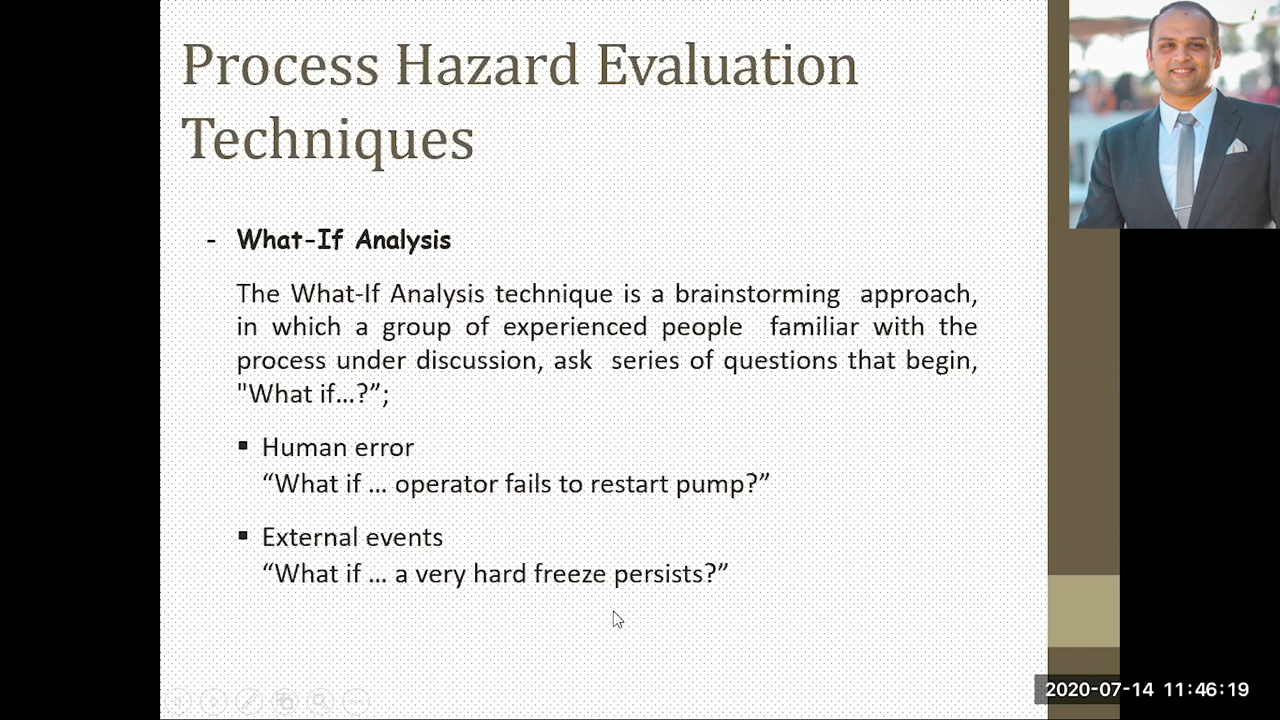 Process Hazard Evaluation
Techniques
- What-If Analysis
The What-If Analysis technique is a brainstorming approach,
in which a group of experienced people familiar with the
process under discussion, ask series of questions that begin,
"What if...?”;
▪ Human error
“What if ... operator fails to restart pump?”
▪ External events
“What if ... a very hard freeze persists?”
2020-07-14 11:46:19